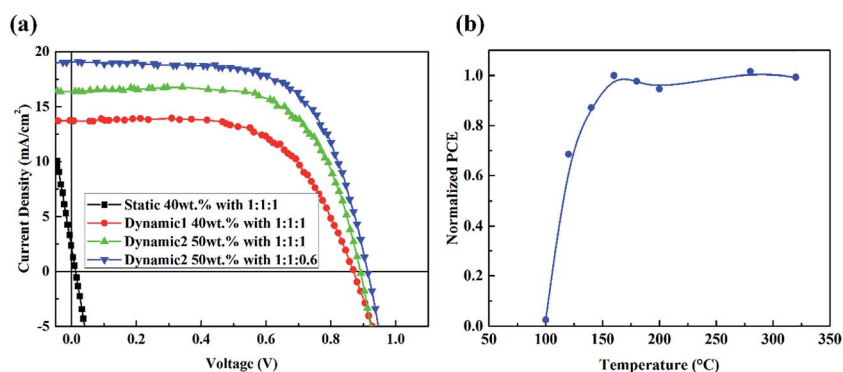 (a)
20
15
10
5
0
-5
Current Density (mA/cm²)
Static 40wt.% with 1:1:1
Dynamic1 40wt.% with 1:1:1
Dynamic2 50wt.% with 1:1:1
Dynamic2 50wt.% with 1:1:0.6
0.0 0.2 0.4 0.6 0.8 1.0
Voltage (V)
(b)
1.0
0.8
0.6
0.4
0.2
0.0
Normalized PCE
50 100 150 200 250 300 350
Temperature (°C)